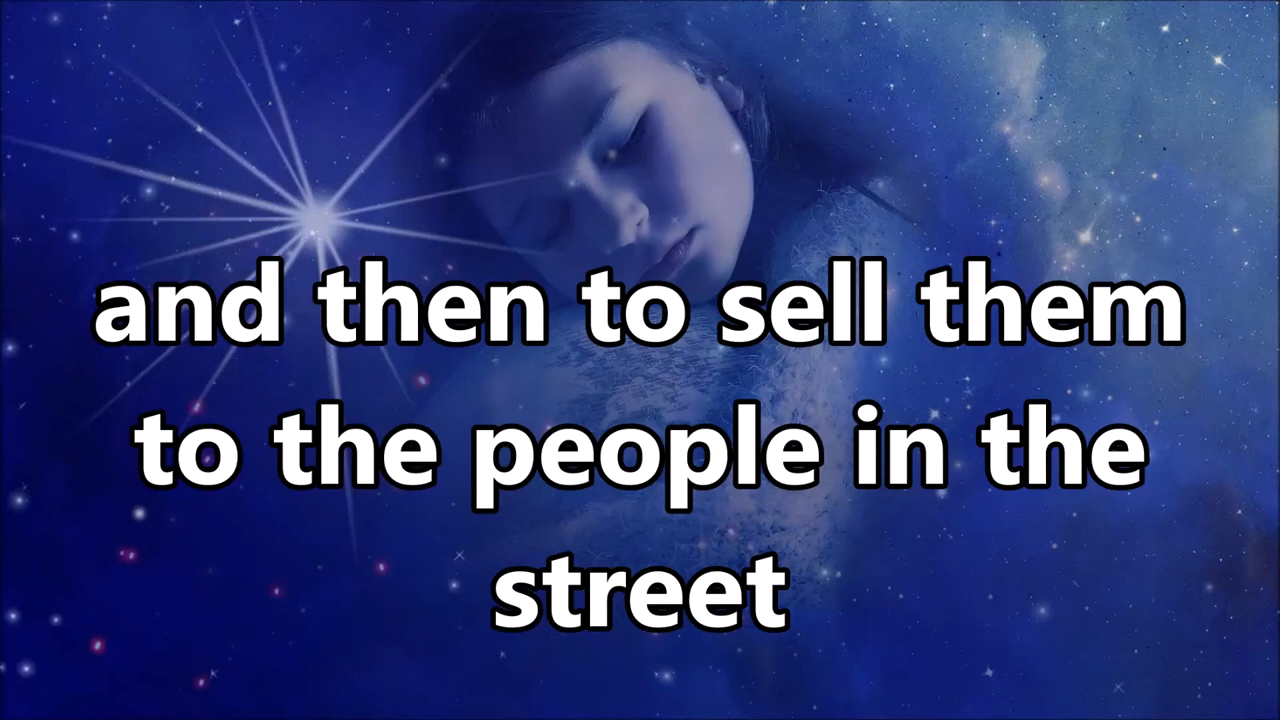 and then to sell them
to the people in the
street